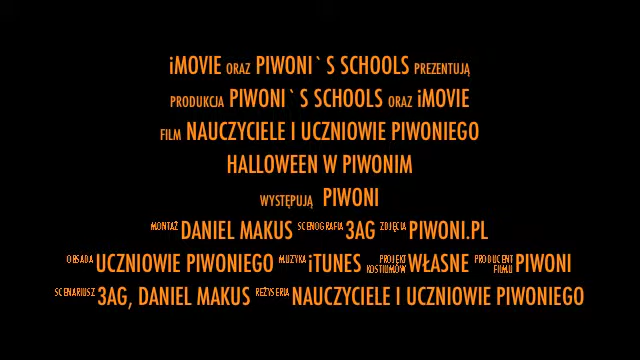 iMOVIE ORAZ PIWONI`S SCHOOLS PREZENTUJĄ
PRODUKCJA PIWONI`S SCHOOLS ORAZ iMOVIE
FILM NAUCZYCIELE I UCZNIOWIE PIWONIEGO
HALLOWEEN W PIWONIM
WYSTĘPUJĄ PIWONI
MONTAŻ DANIEL MAKUS SCENOGRAFIA 3AG ZDJĘCIA PIWONI.PL
OBSADA UCZNIOWIE PIWONIEGO MUZYKA iTUNES PROJEKT KOSTIUMÓW WŁASNE PRODUCENT FILMU PIWONI
SCENARIUSZ 3AG, DANIEL MAKUS REŻYSERIA NAUCZYCIELE I UCZNIOWIE PIWONIEGO